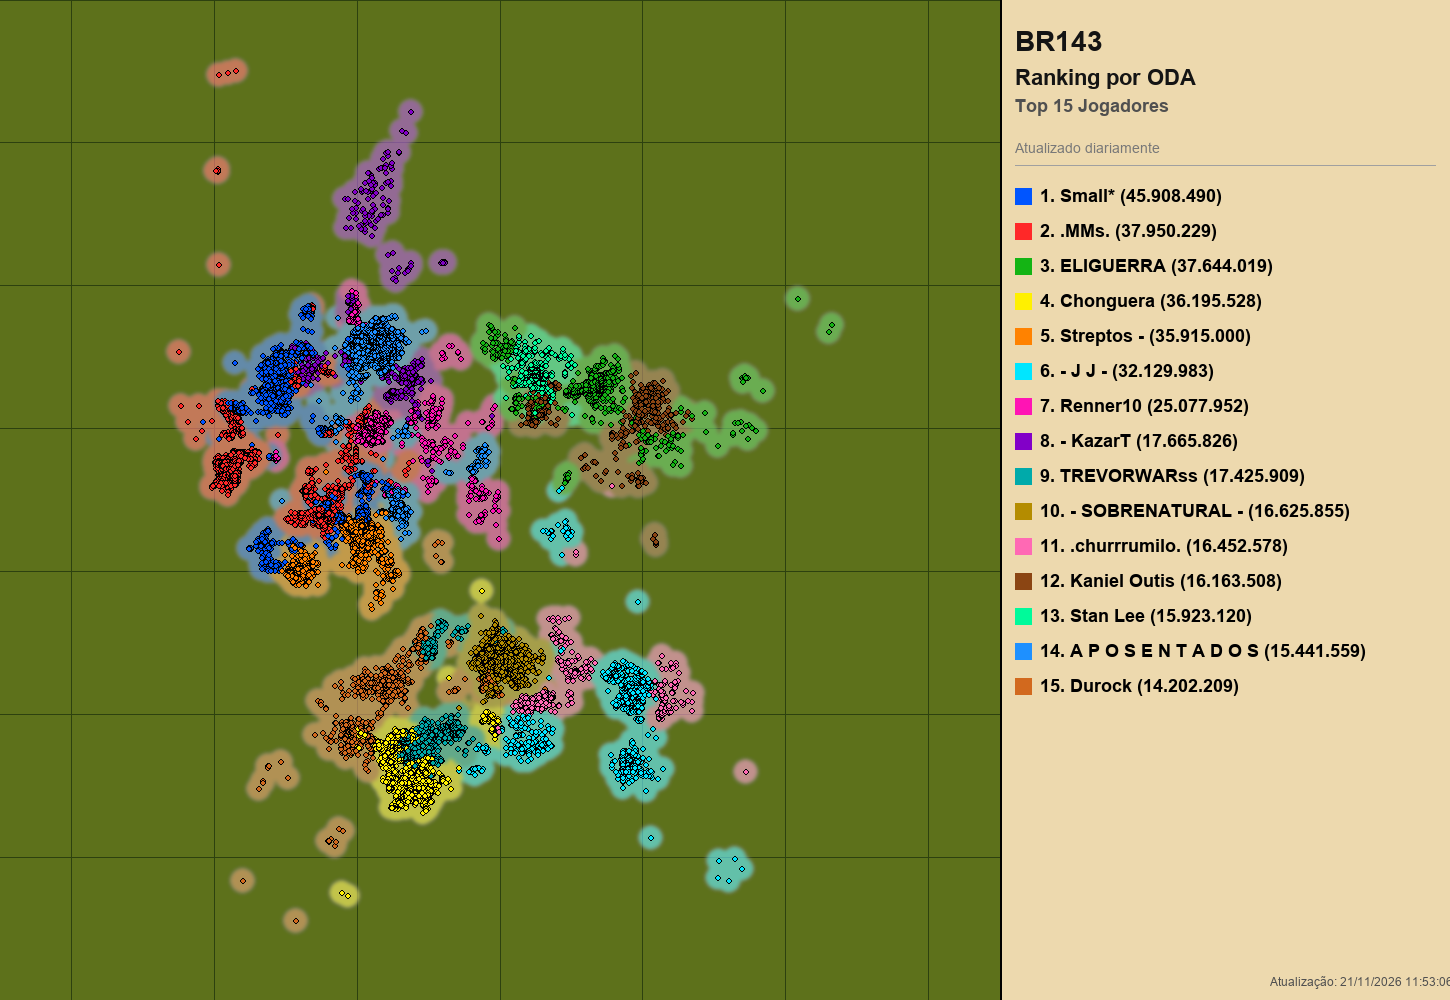 BR143
Ranking por ODA
Top 15 Jogadores
Atualizado diariamente
1. Small* (45.908.490)
2. .MMs. (37.950.229)
3. ELIGUERRA (37.644.019)
4. Chonguera (36.195.528)
5. Streptos - (35.915.000)
6. - J J - (32.129.983)
7. Renner10 (25.077.952)
8. - KazarT (17.665.826)
9. TREVORWARss (17.425.909)
10. - SOBRENATURAL - (16.625.855)
11. .churrrumilo. (16.452.578)
12. Kaniel Outis (16.163.508)
13. Stan Lee (15.923.120)
14. A P O S E N T A D O S (15.441.559)
15. Durock (14.202.209)
Atualização: 21/11/2026 11:53:06